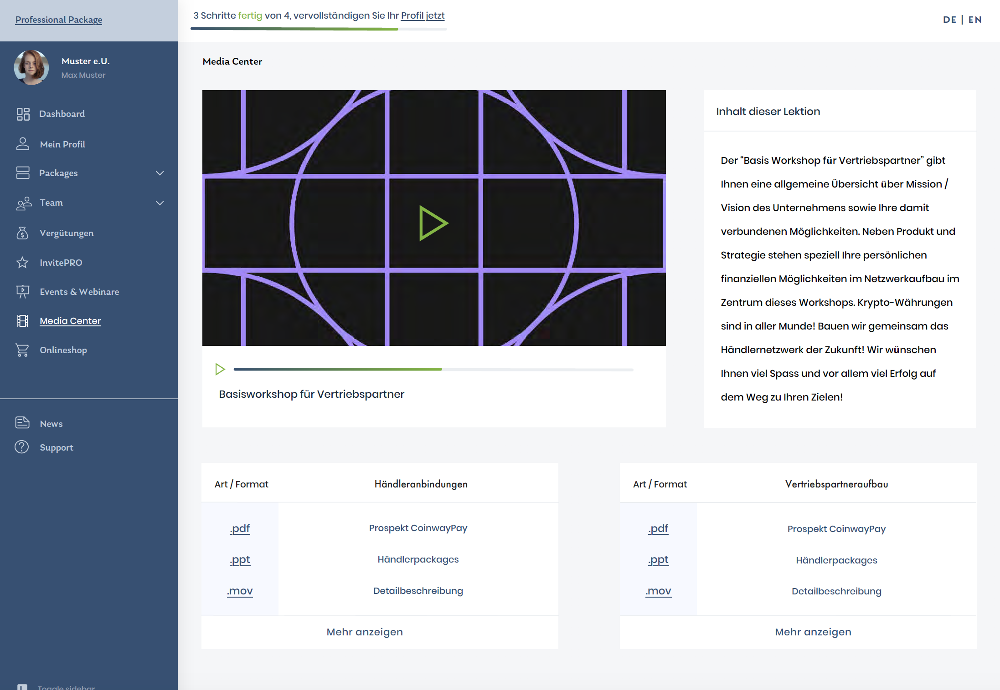 Professional Package
3 Schritte fertig von 4, vervollständigen Sie Ihr Profil jetzt
DE | EN
Muster e.U.
Max Muster
Dashboard
Mein Profil
Packages
Team
Vergütungen
InvitePRO
Events & Webinare
Media Center
Onlineshop
News
Support
Toggle sidebar
Media Center
Basisworkshop für Vertriebspartner
Inhalt dieser Lektion
Der “Basis Workshop für Vertriebspartner” gibt
Ihnen eine allgemeine Übersicht über Mission /
Vision des Unternehmens sowie Ihre damit
verbundenen Möglichkeiten. Neben Produkt und
Strategie stehen speziell Ihre persönlichen
finanziellen Möglichkeiten im Netzwerkaufbau im
Zentrum dieses Workshops. Krypto-Währungen
sind in aller Munde! Bauen wir gemeinsam das
Händlernetzwerk der Zukunft! Wir wünschen
Ihnen viel Spass und vor allem viel Erfolg auf
dem Weg zu Ihren Zielen!
Art / Format Händleranbindungen
.pdf Prospekt CoinwayPay
.ppt Händlerpackages
.mov Detailbeschreibung
Mehr anzeigen
Art / Format Vertriebspartneraufbau
.pdf Prospekt CoinwayPay
.ppt Händlerpackages
.mov Detailbeschreibung
Mehr anzeigen